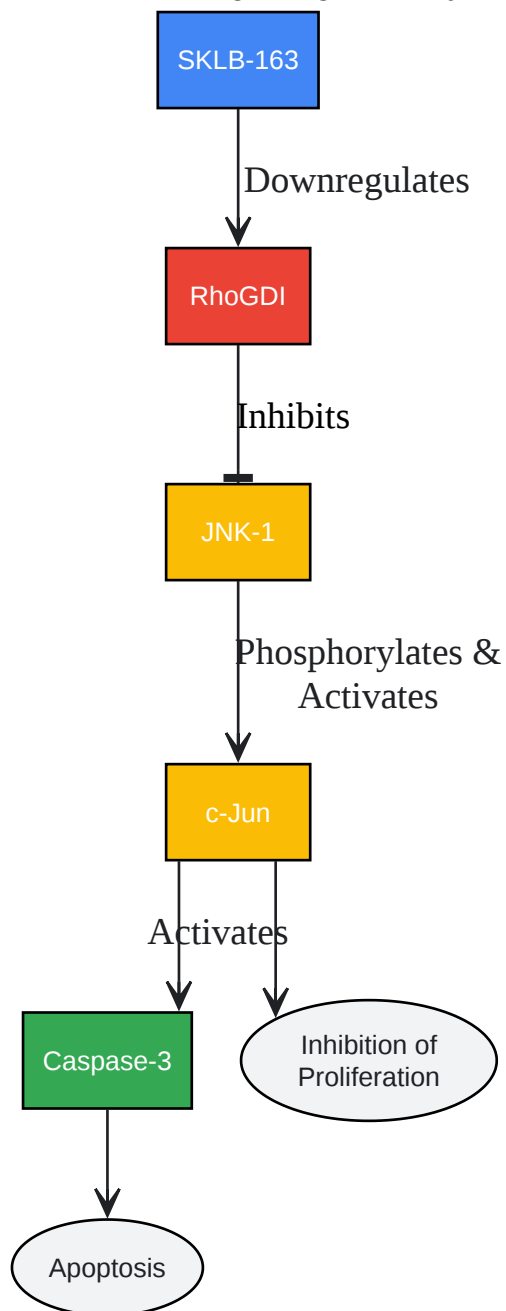 SKLB-163
Downregulates
RhoGDI
Inhibits
JNK-1
Phosphorylates &
Activates
c-Jun
Activates
Caspase-3
Inhibition of
Proliferation
Apoptosis